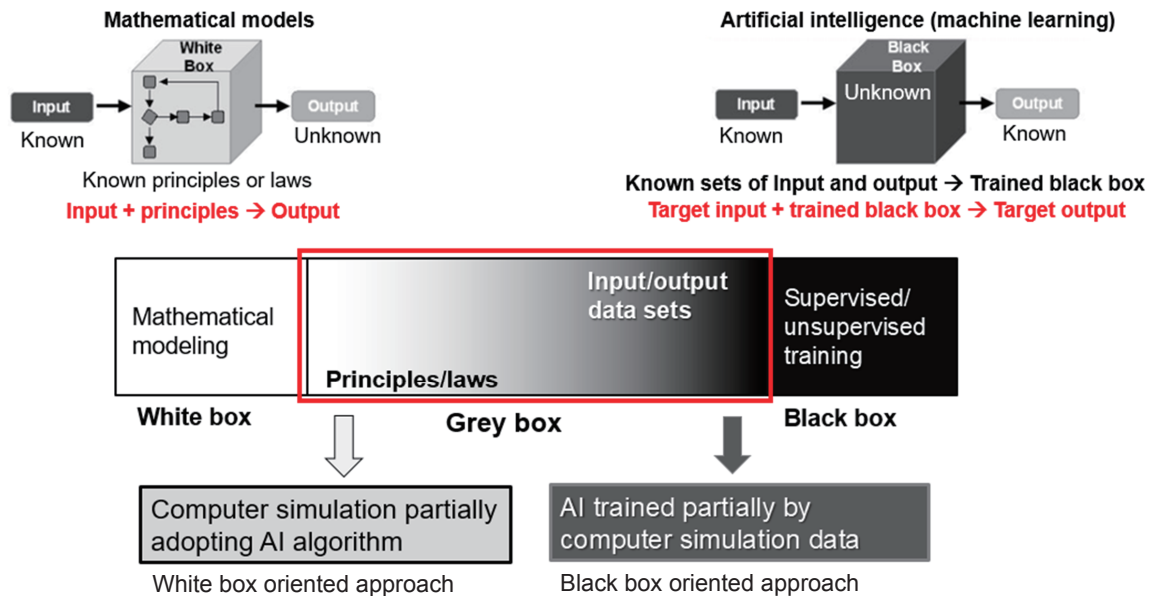 Mathematical models
White
Box
Input
Output
Known
Unknown
Known principles or laws
Input + principles → Output
Artificial intelligence (machine learning)
Black
Box
Unknown
Input
Output
Known
Known
Known sets of Input and output → Trained black box
Target input + trained black box → Target output
Mathematical
modeling
Principles/laws
Input/output
data sets
Supervised/
unsupervised
training
White box
Grey box
Black box
Computer simulation partially
adopting AI algorithm
White box oriented approach
AI trained partially by
computer simulation data
Black box oriented approach